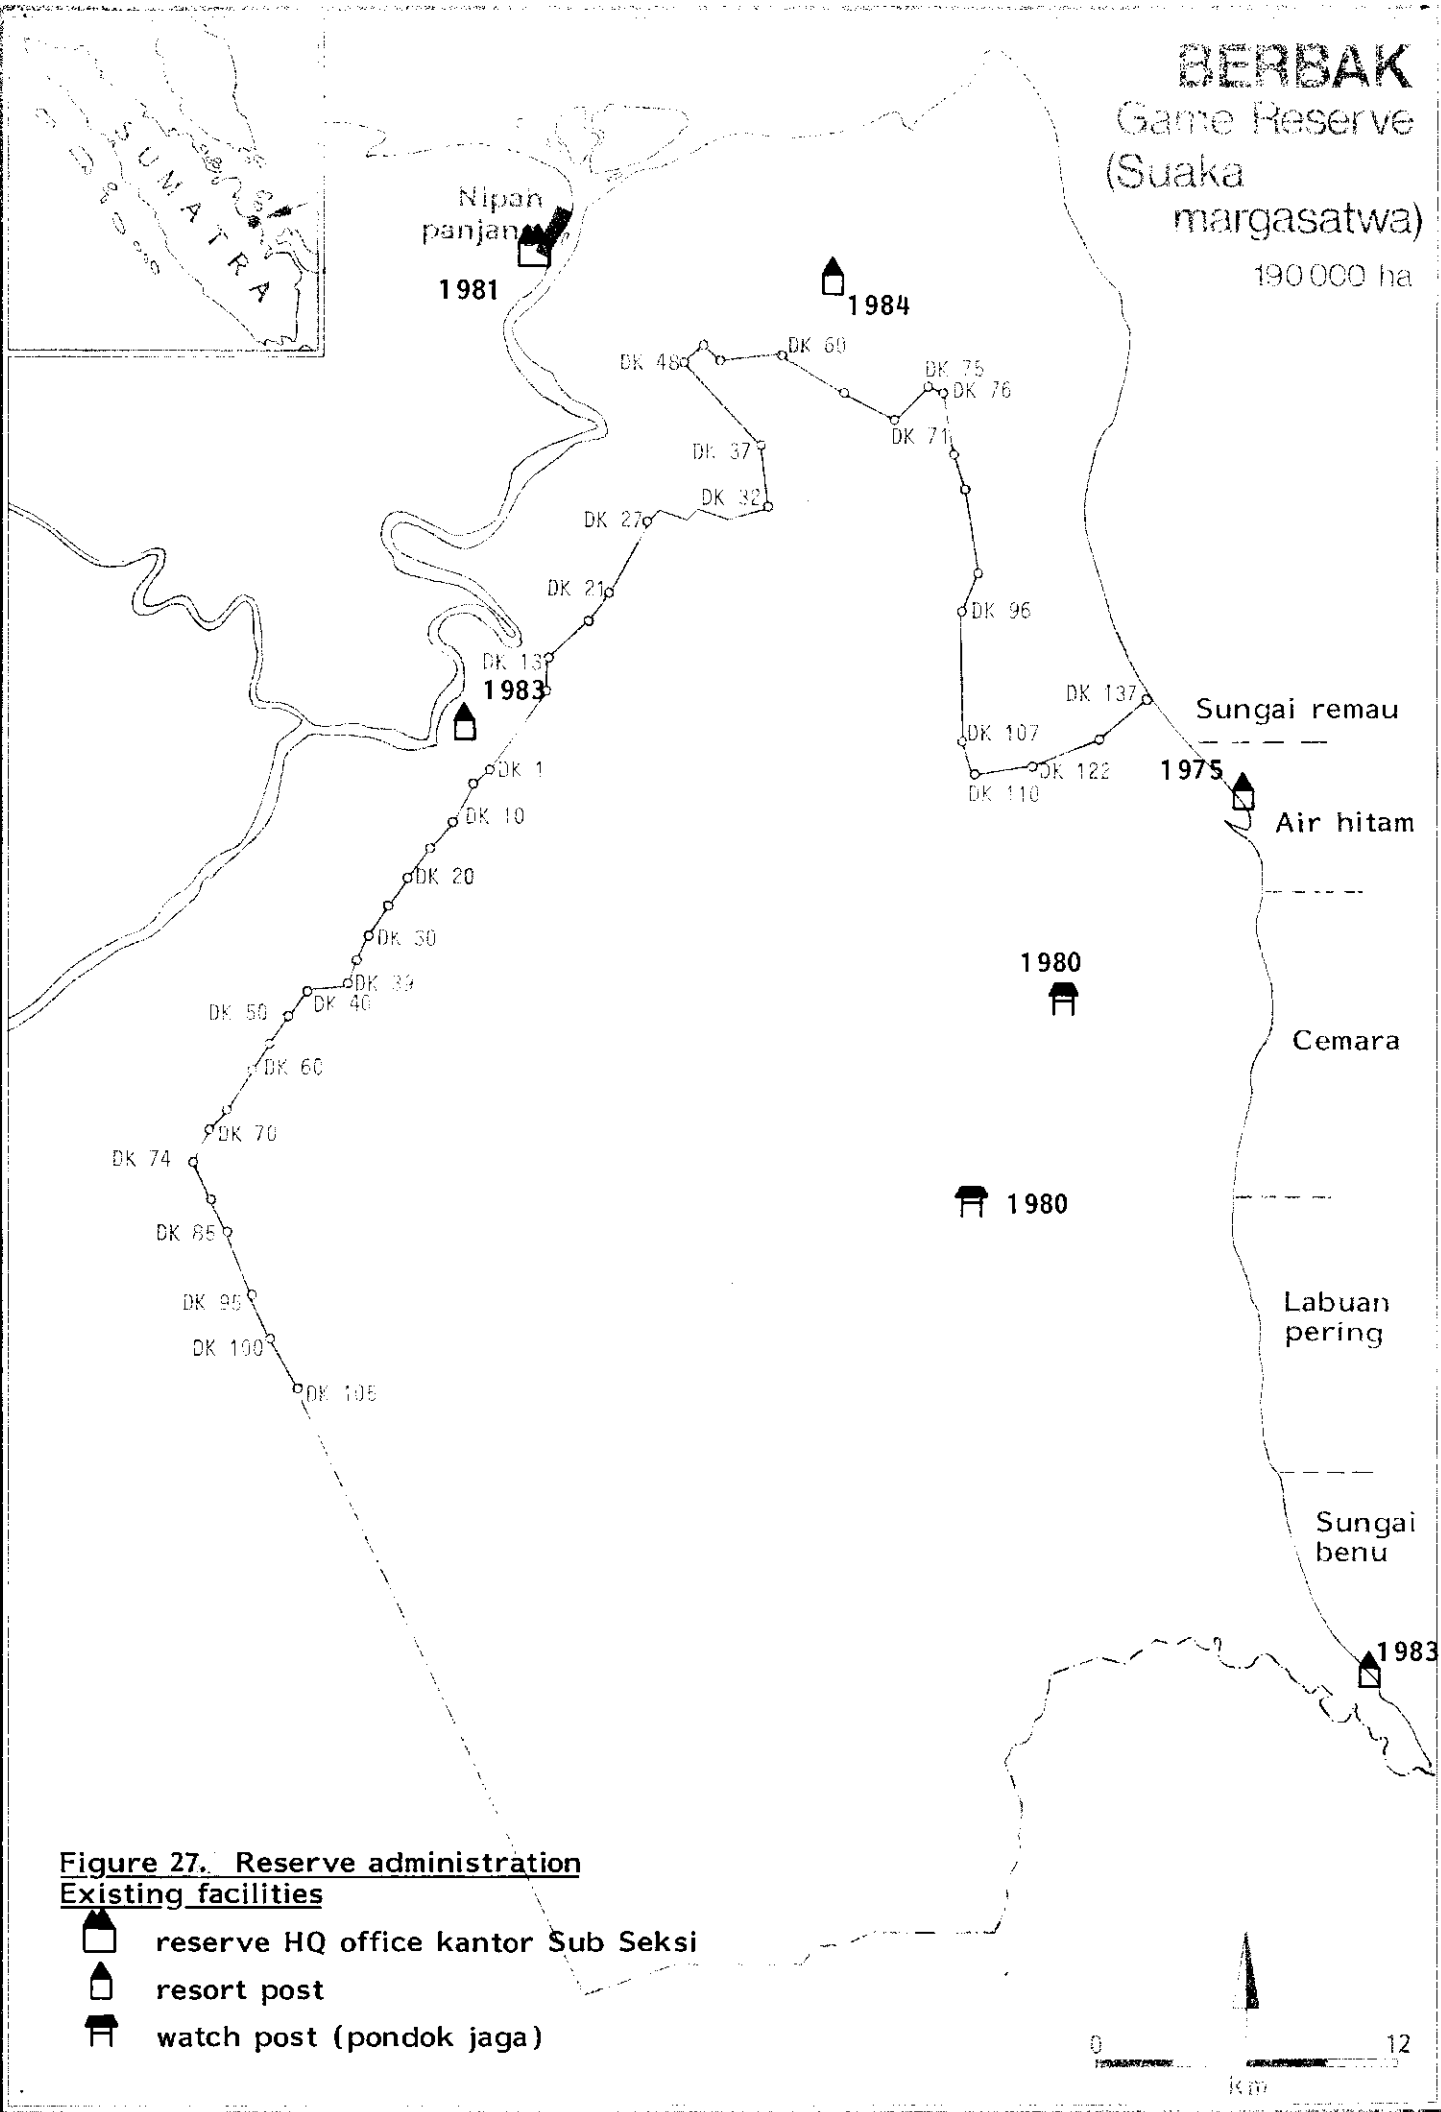 BERBAK
Game Reserve
(Suaka
margasatwa)
190 000 ha
SUMATRA
Nipah
panjang
1981
1984
DK 48
DK 60
DK 75
DK 76
DK 71
DK 37
DK 32
DK 27
DK 21
DK 96
DK 13
1983
DK 137
Sungai remau
DK 107
DK 1
DK 122
1975
DK 110
DK 10
Air hitam
DK 20
DK 30
1980
DK 39
DK 40
DK 50
Cemara
DK 60
DK 70
DK 74
1980
DK 85
DK 95
Labuan
pering
DK 100
DK 105
Sungai
benu
1983
Figure 27. Reserve administration
Existing facilities
reserve HQ office kantor Sub Seksi
resort post
watch post (pondok jaga)
0 12
km